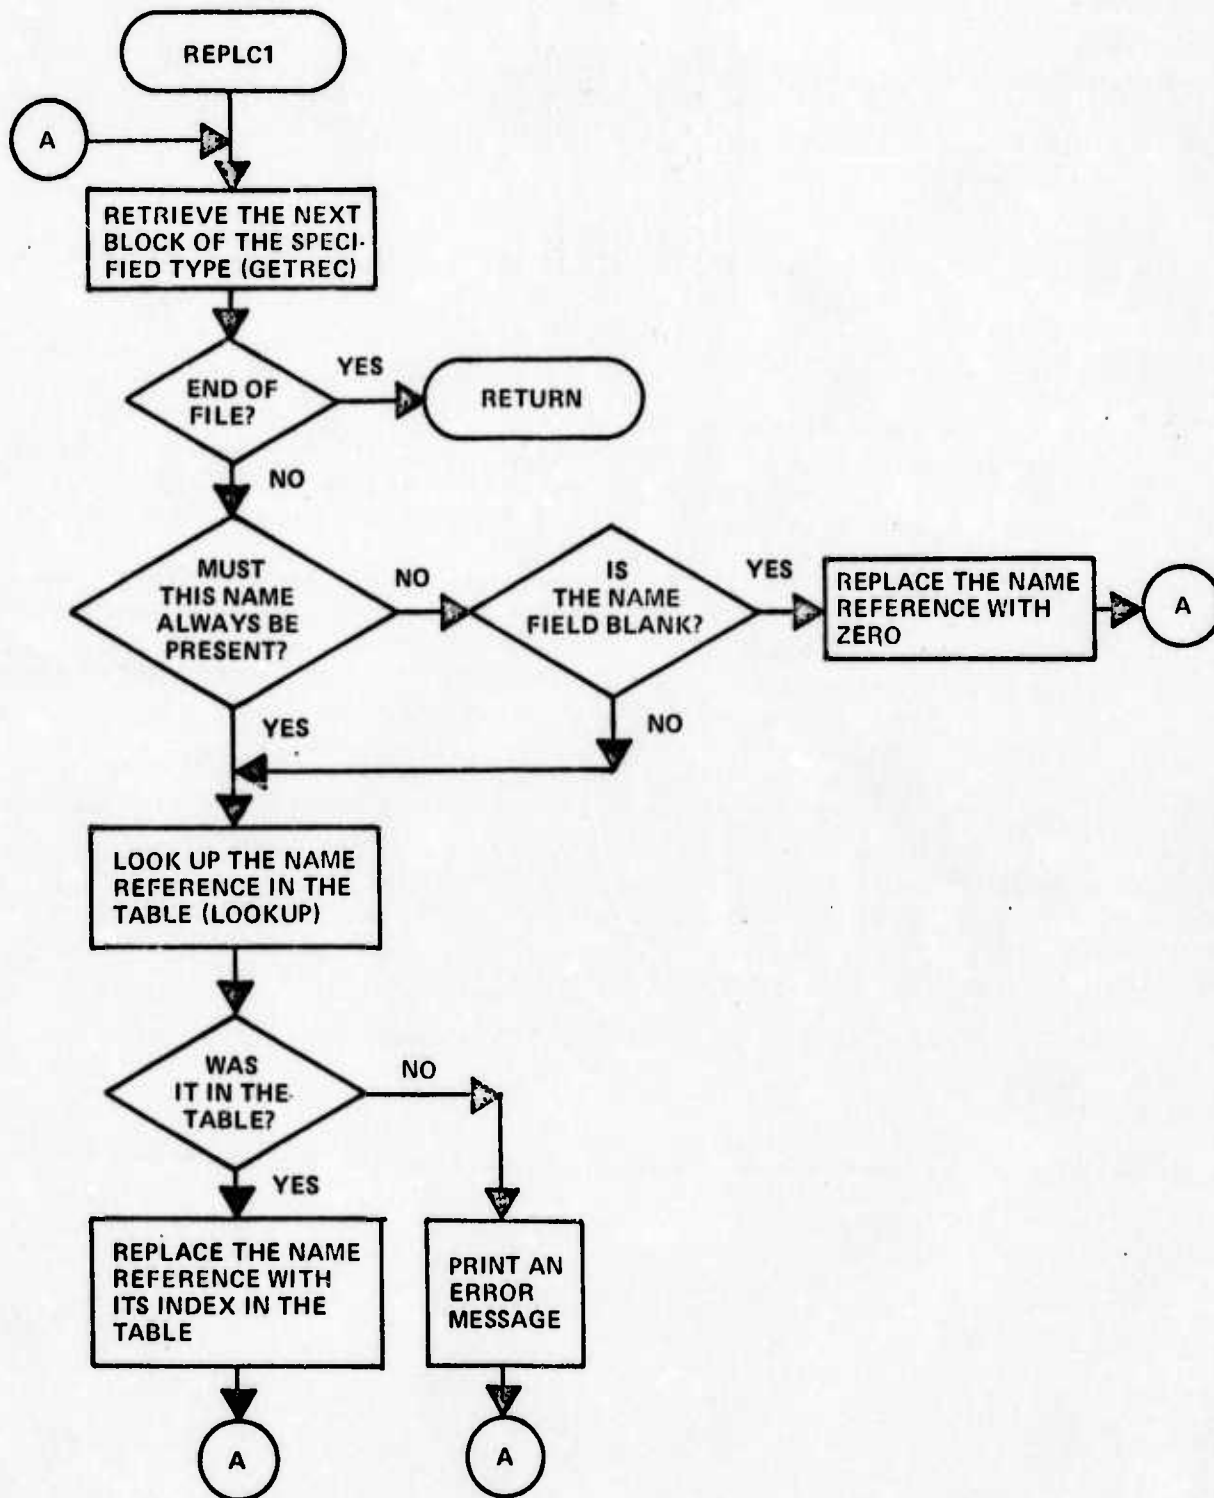 REPLC1
A
RETRIEVE THE NEXT
BLOCK OF THE SPECI-
FIED TYPE (GETREC)
END OF
FILE?
YES
RETURN
NO
MUST
THIS NAME
ALWAYS BE
PRESENT?
NO
IS
THE NAME
FIELD BLANK?
YES
REPLACE THE NAME
REFERENCE WITH
ZERO
A
YES
NO
LOOK UP THE NAME
REFERENCE IN THE
TABLE (LOOKUP)
WAS
IT IN THE
TABLE?
NO
YES
REPLACE THE NAME
REFERENCE WITH
ITS INDEX IN THE
TABLE
PRINT AN
ERROR
MESSAGE
A
A